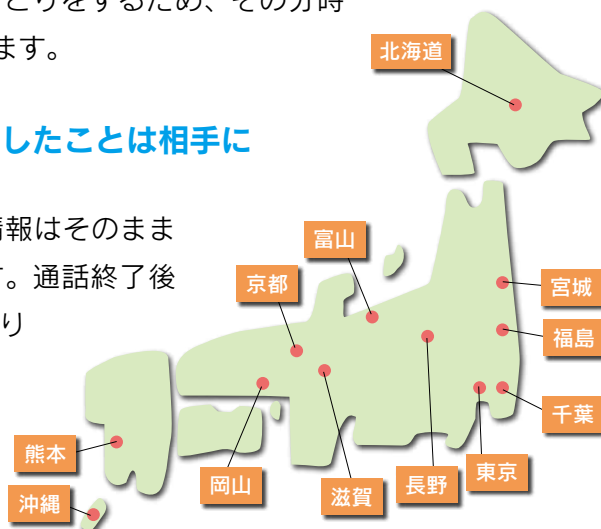 とりをするため、その分時
ます。
したことは相手に
情報はそのまま
す。通話終了後
り
北海道
富山
京都
宮城
福島
千葉
熊本
沖縄
岡山
滋賀
長野
東京